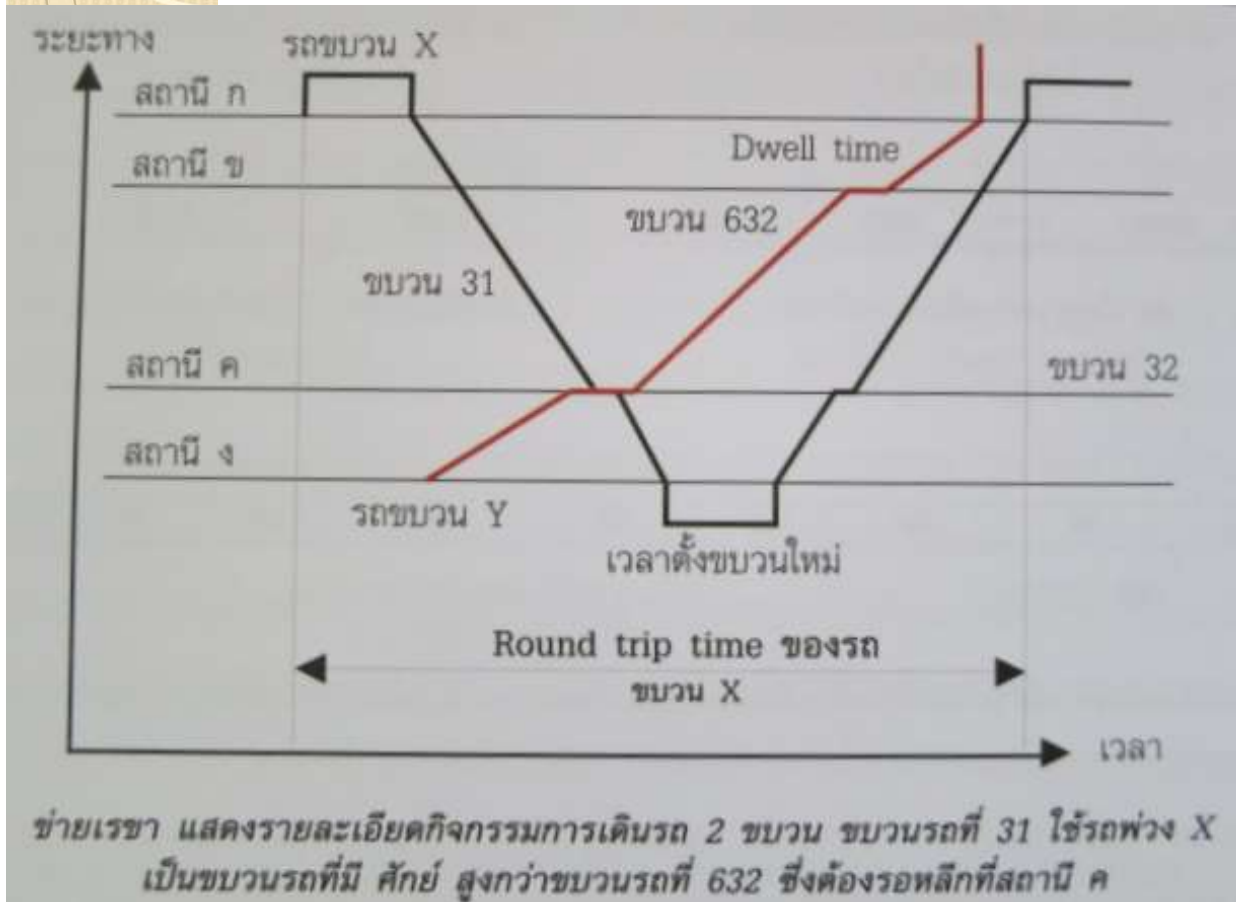 ระยะทาง
รถขบวน X
สถานี ก
Dwell time
สถานี ข
ขบวน 632
ขบวน 31
สถานี ค
ขบวน 32
สถานี ง
รถขบวน Y
เวลาตั้งขบวนใหม่
Round trip time ของรถ
ขบวน X
เวลา
ข่ายเรขา แสดงรายละเอียดกิจกรรมการเดินรถ 2 ขบวน ขบวนรถที่ 31 ใช้รถพ่วง X
เป็นขบวนรถที่มี ศักย์ สูงกว่าขบวนรถที่ 632 ซึ่งต้องรอหลีกที่สถานี ค